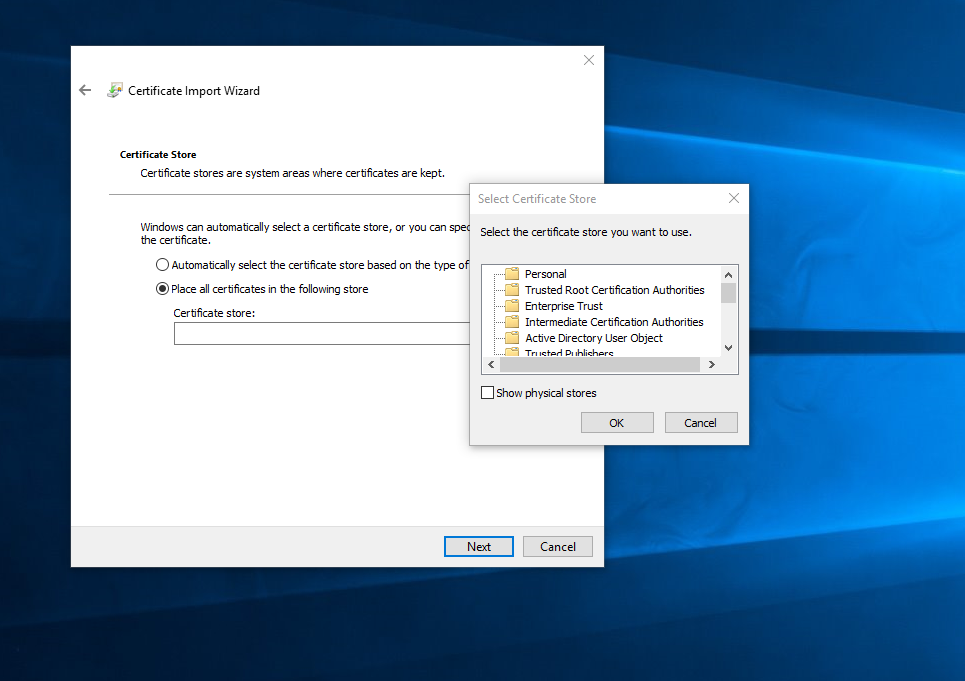 Certificate Import Wizard
Certificate Store
Certificate stores are system areas where certificates are kept.
Windows can automatically select a certificate store, or you can
the certificate.
Automatically select the certificate store based on the type of
Place all certificates in the following store
Certificate store:
Next
Cancel
Select Certificate Store
Select the certificate store you want to use.
Personal
Trusted Root Certification Authorities
Enterprise Trust
Intermediate Certification Authorities
Active Directory User Object
Trusted Publishers
Show physical stores
OK
Cancel